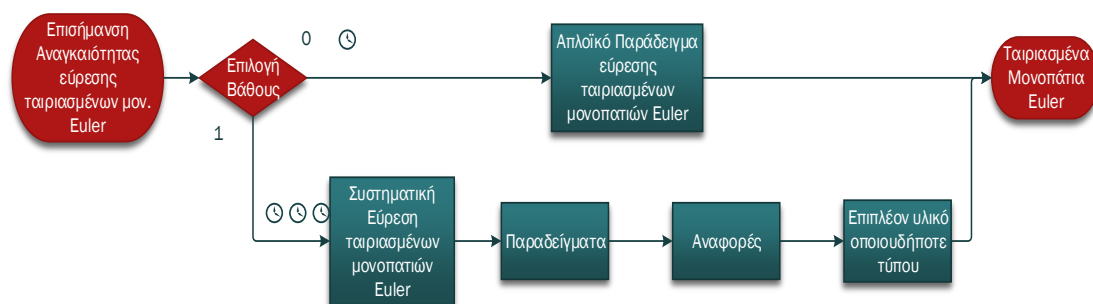 Επισήμανση
Αναγκαιότητας
εύρεσης
ταιριασμένων μον.
Euler
Επιλογή
Βάθους
0
1
Απλοϊκό Παράδειγμα
εύρεσης
ταιριασμένων
μονοπατιών Euler
Ταιριασμένα
Μονοπάτια
Euler
Συστηματική
Εύρεση
ταιριασμένων
μονοπατιών
Euler
Παραδείγματα
Αναφορές
Επιπλέον υλικό
οποιουδήποτε
τύπου